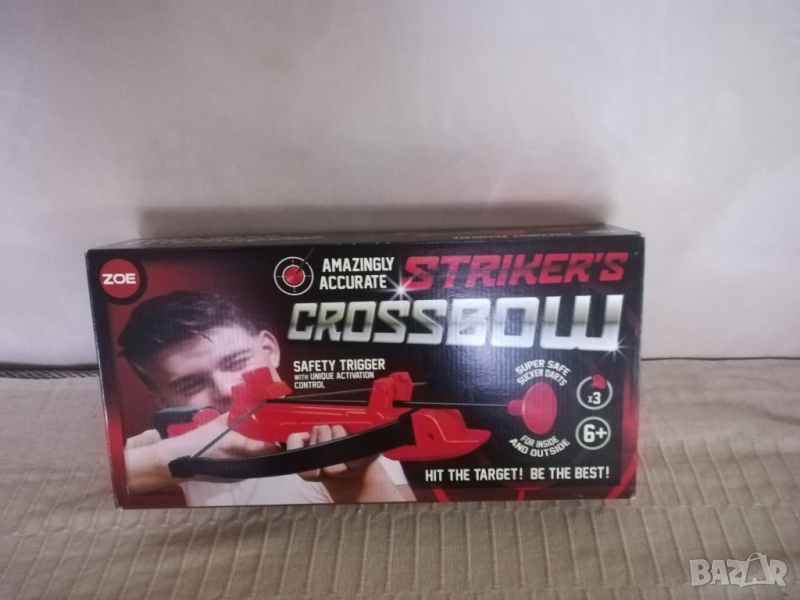 ZOE
AMAZINGLY
ACCURATE
STRIKER'S
CROSSBOW
SAFETY TRIGGER
WITH UNIQUE ACTIVATION
CONTROL
SUPER SAFE
SUCKER DARTS
FOR INSIDE
AND OUTSIDE
x3
6+
HIT THE TARGET! BE THE BEST!
BAZAR